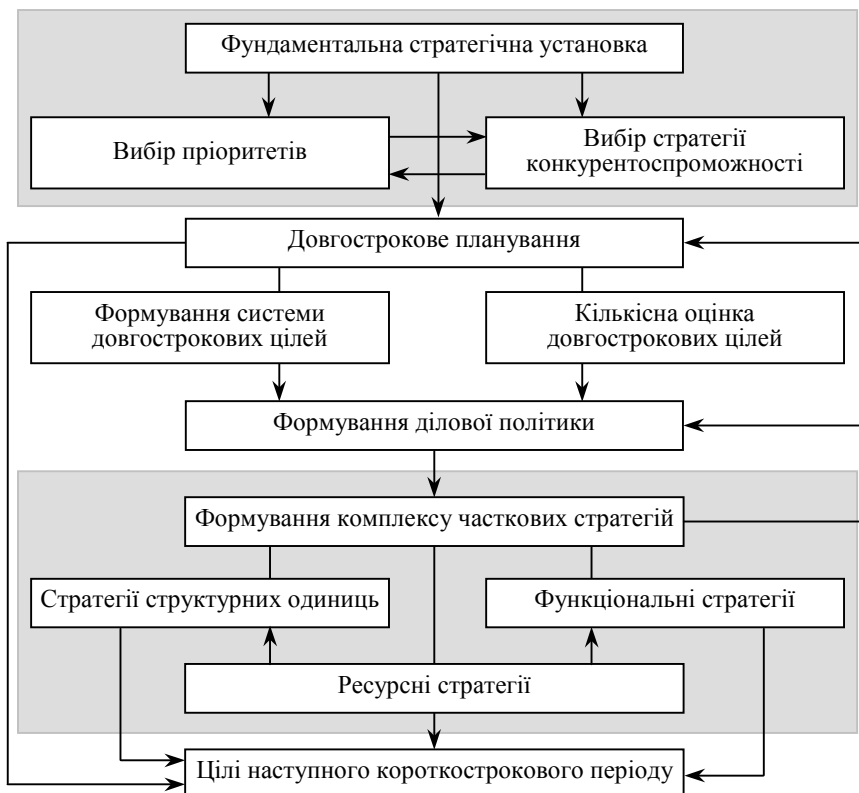 Фундаментальна стратегічна установка
Вибір пріоритетів
Вибір стратегії
конкурентоспроможності
Довгострокове планування
Формування системи
довгострокових цілей
Кількісна оцінка
довгострокових цілей
Формування ділової політики
Формування комплексу часткових стратегій
Стратегії структурних одиниць
Функціональні стратегії
Ресурсні стратегії
Цілі наступного короткострокового періоду